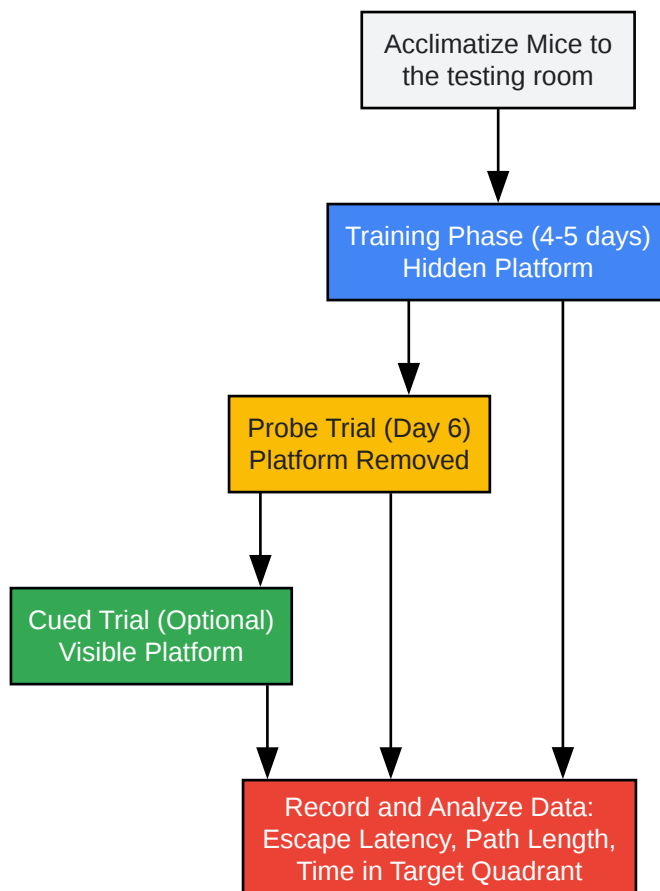 Acclimatize Mice to
the testing room
Training Phase (4-5 days)
Hidden Platform
Probe Trial (Day 6)
Platform Removed
Cued Trial (Optional)
Visible Platform
Record and Analyze Data:
Escape Latency, Path Length,
Time in Target Quadrant